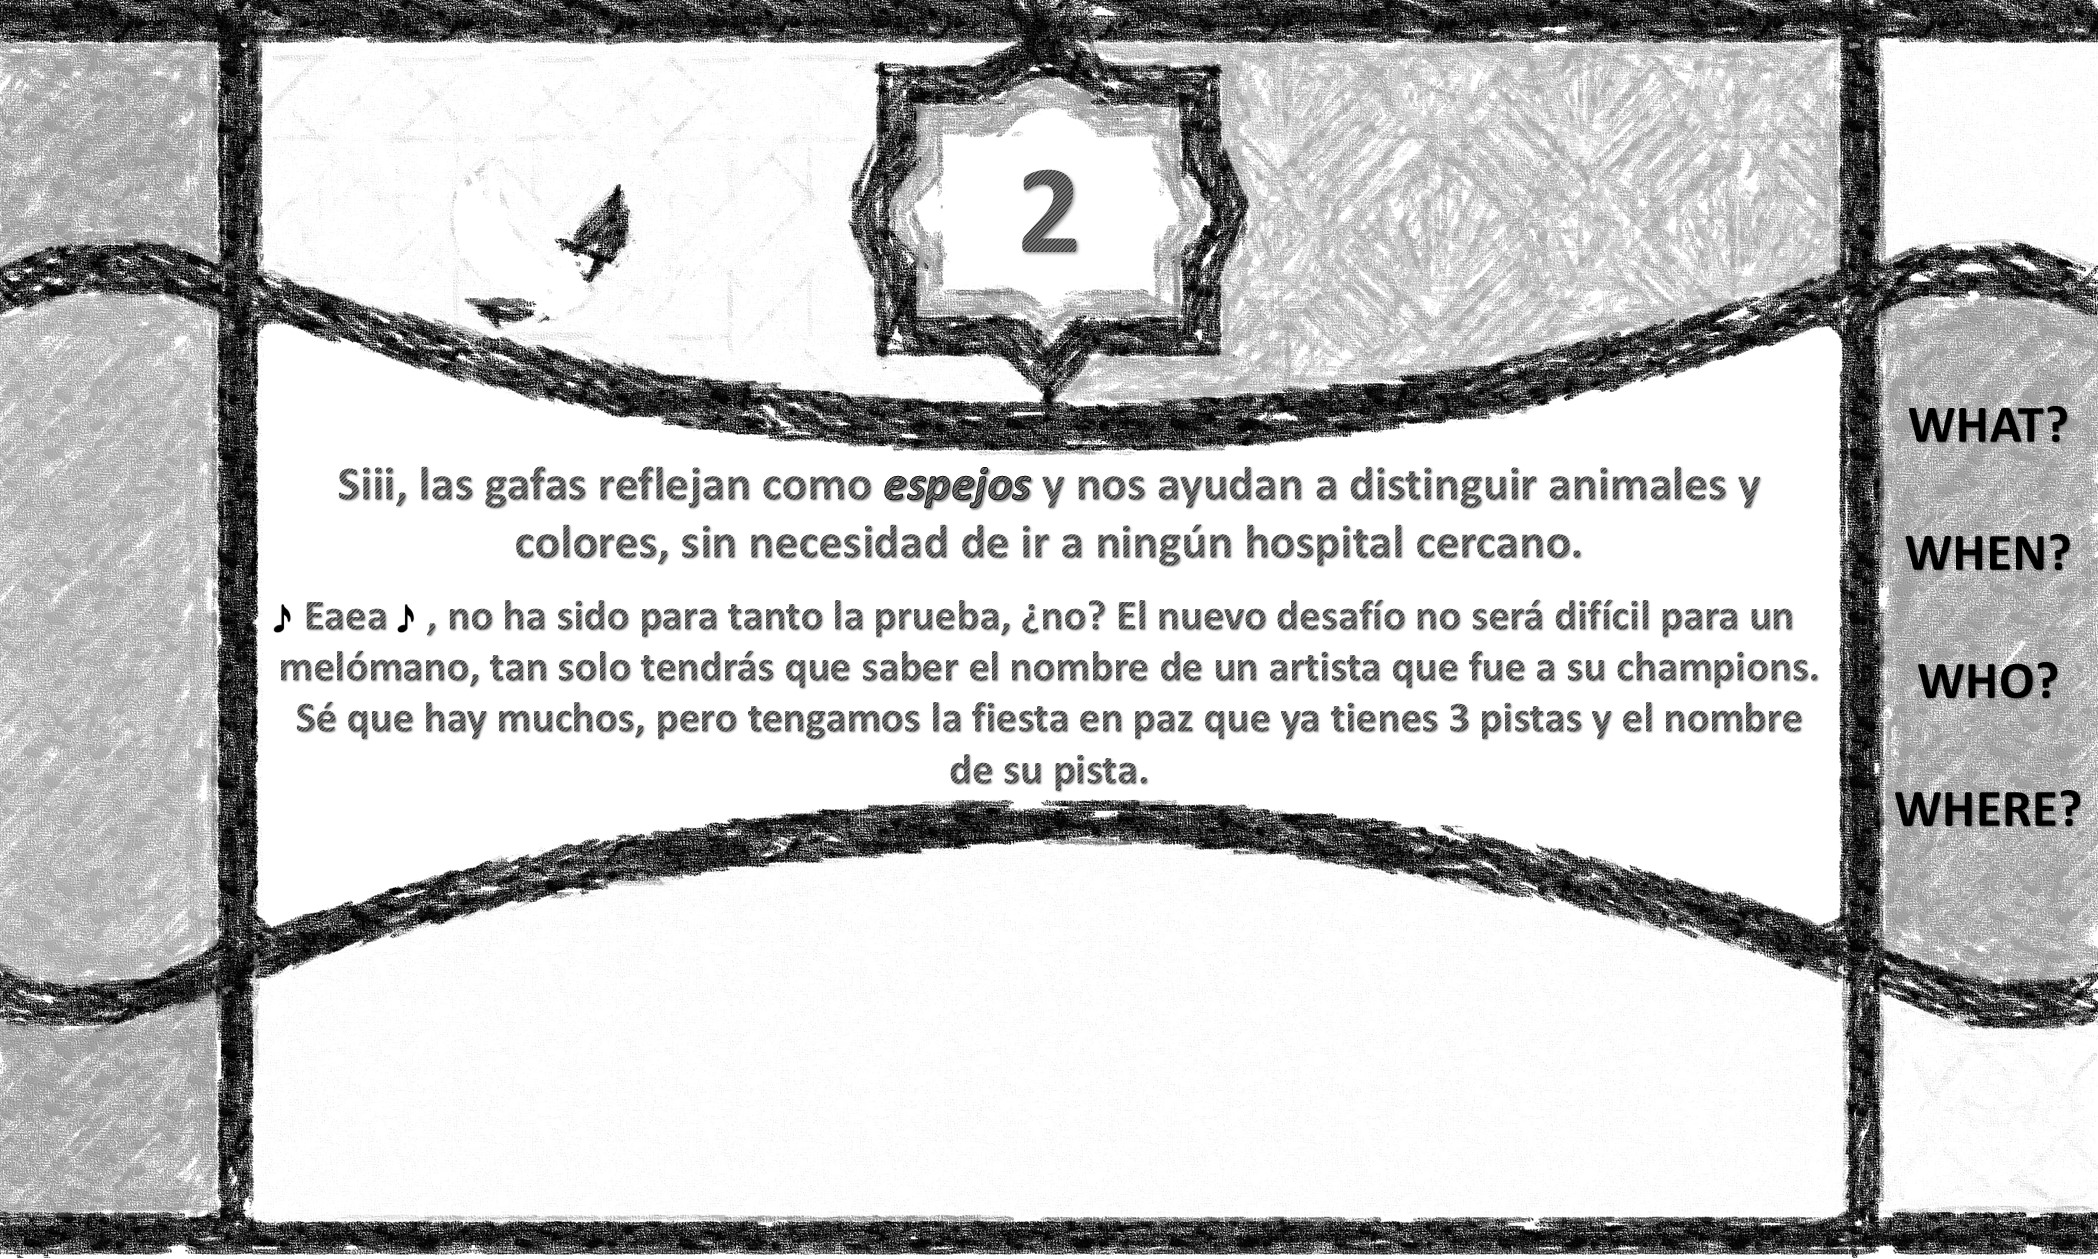 2
Siii, las gafas reflejan como espejos y nos ayudan a distinguir animales y
colores, sin necesidad de ir a ningún hospital cercano.
♪ Eaea ♪ , no ha sido para tanto la prueba, ¿no? El nuevo desafío no será difícil para un
melómano, tan solo tendrás que saber el nombre de un artista que fue a su champions.
Sé que hay muchos, pero tengamos la fiesta en paz que ya tienes 3 pistas y el nombre
de su pista.
WHAT?
WHEN?
WHO?
WHERE?